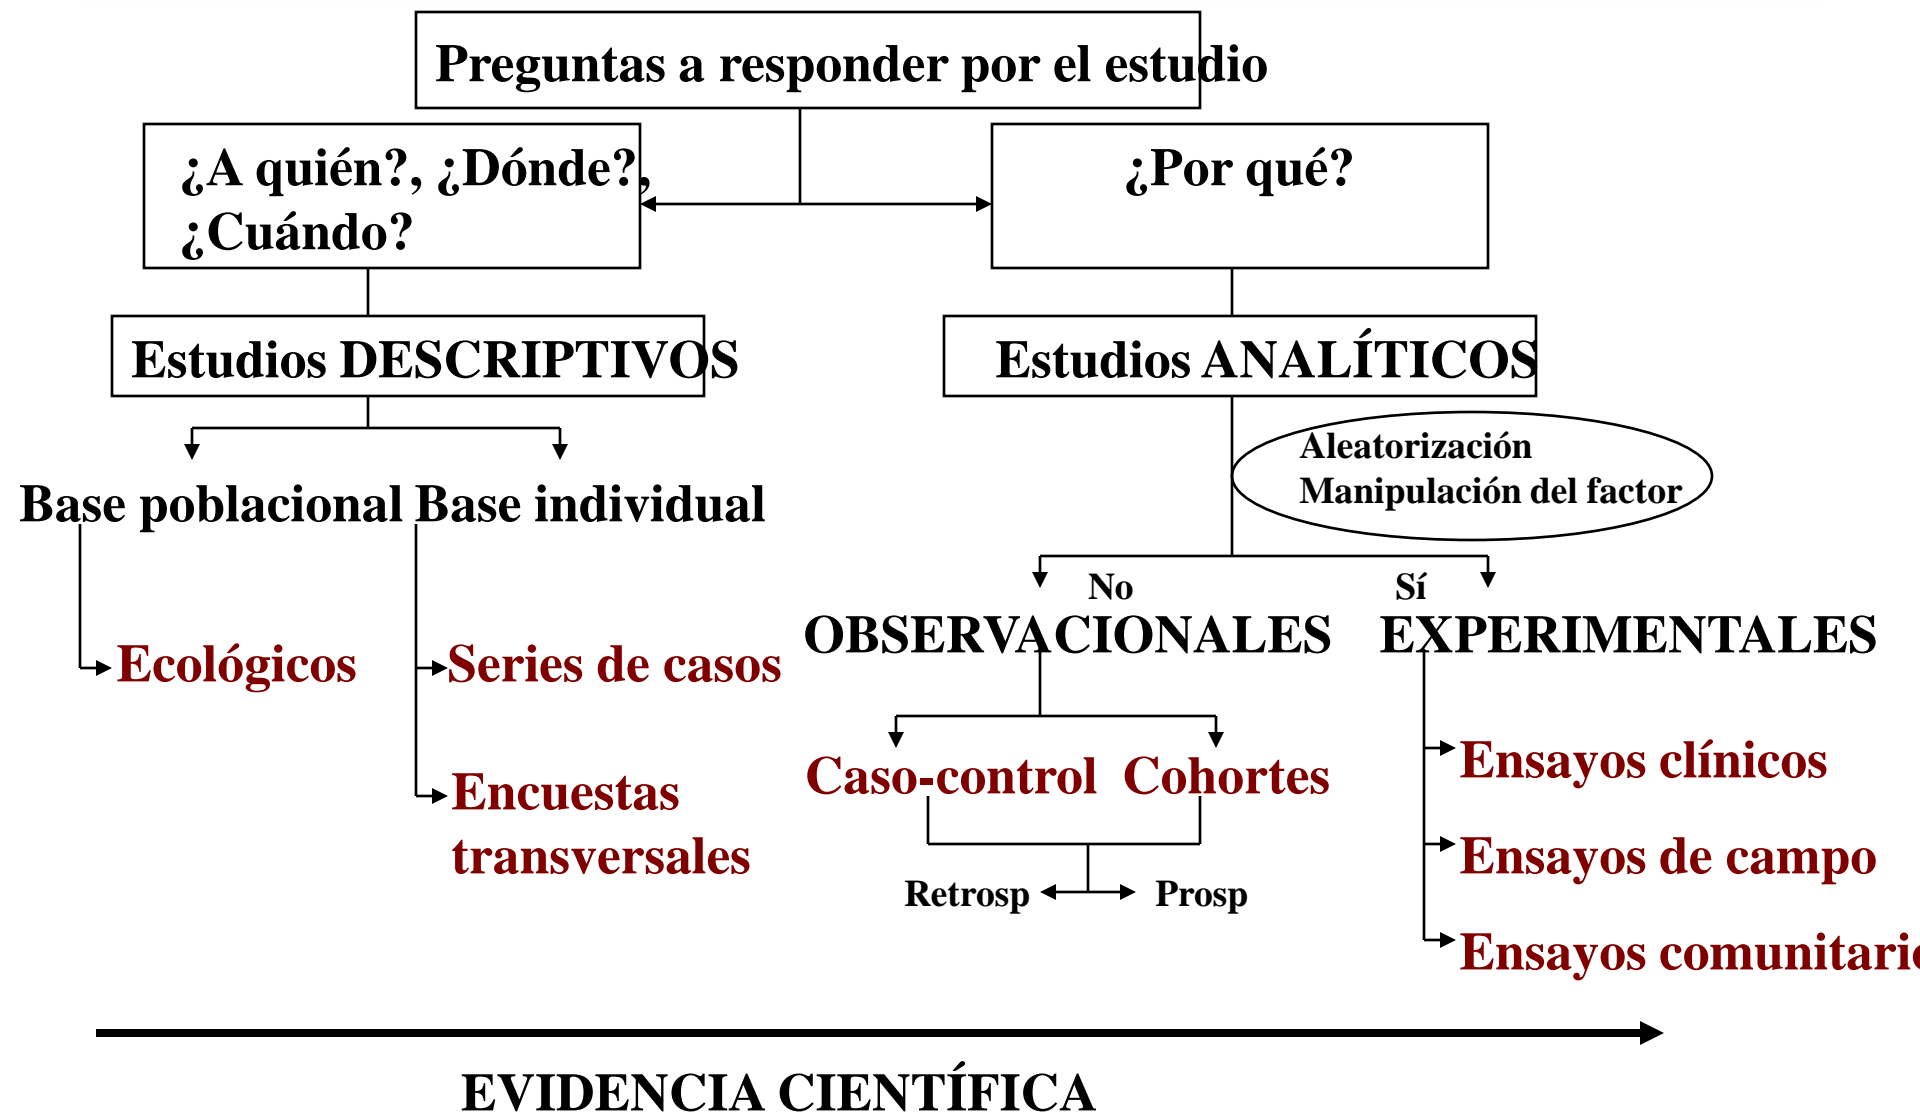 Preguntas a responder por el estudio
¿A quién?, ¿Dónde?,
¿Cuándo?
¿Por qué?
Estudios DESCRIPTIVOS
Estudios ANALÍTICOS
Aleatorización
Manipulación del factor
Base poblacional
Base individual
No
Sí
OBSERVACIONALES
EXPERIMENTALES
Ecológicos
Series de casos
Encuestas
transversales
Caso-control
Cohortes
Retrosp
Prosp
Ensayos clínicos
Ensayos de campo
Ensayos comunitario
EVIDENCIA CIENTÍFICA